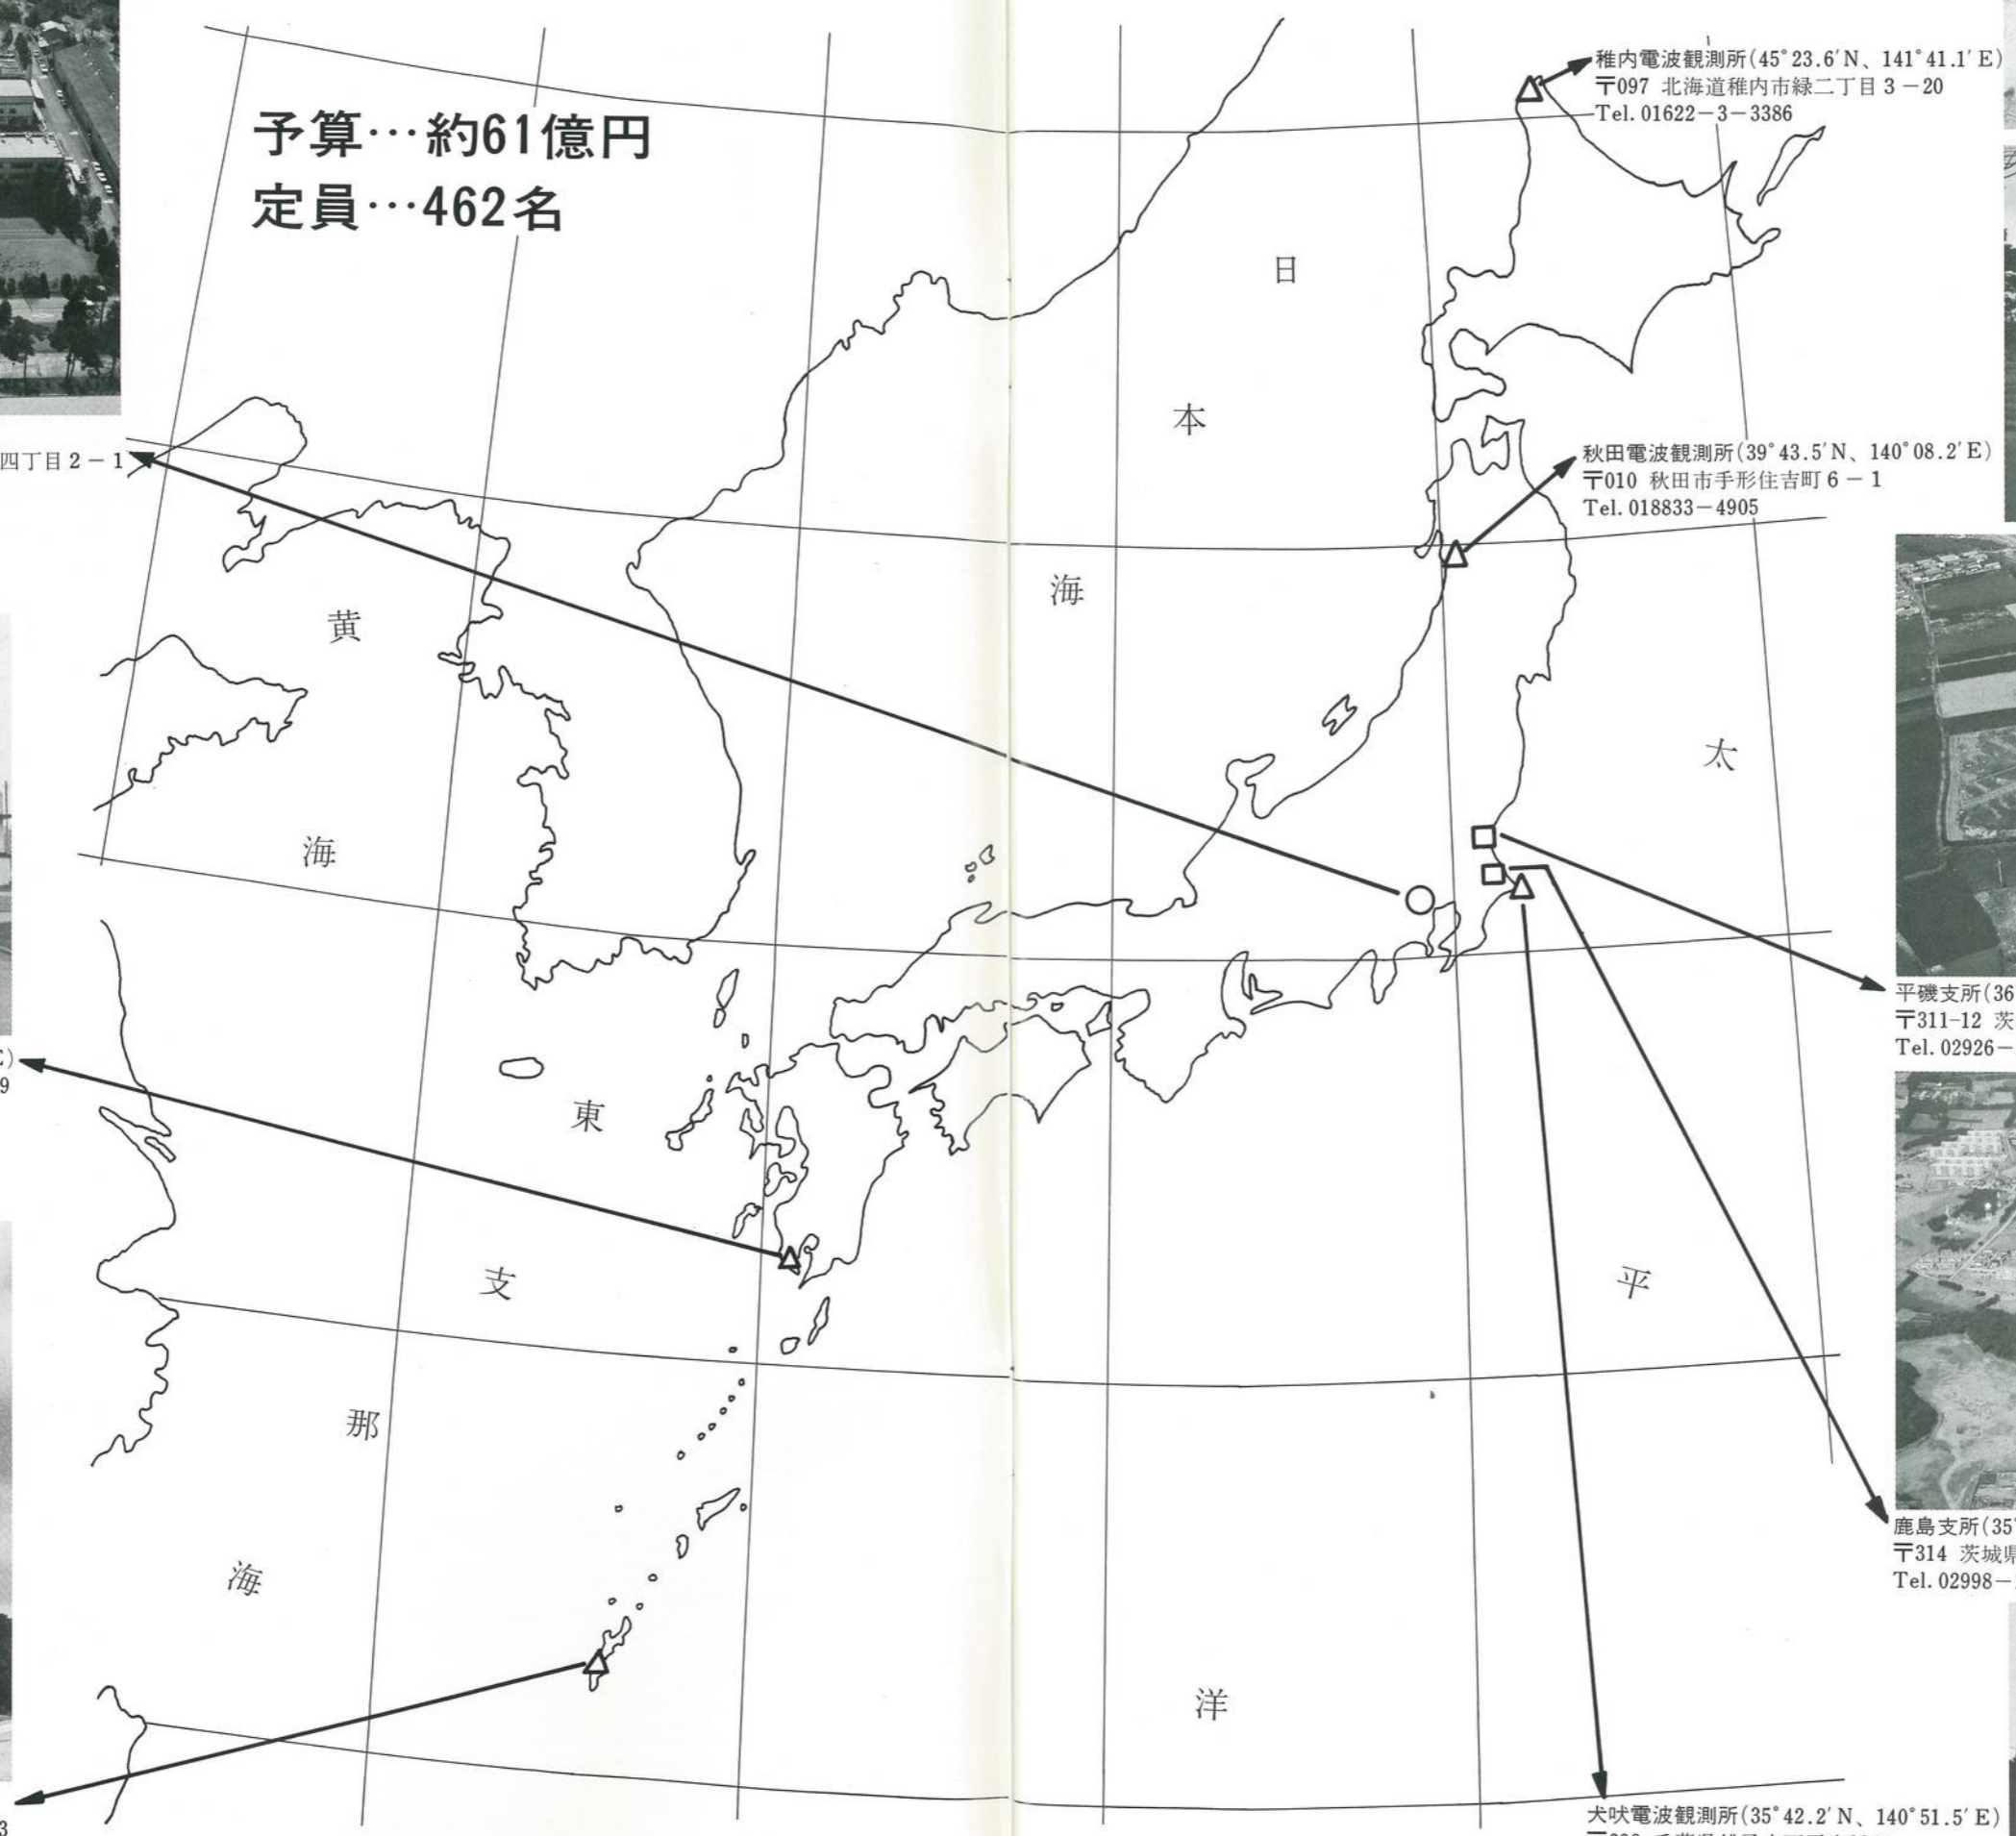 予算…約61億円
定員…462名
稚内電波観測所(45°23.6′N、141°41.1′E)
〒097 北海道稚内市緑二丁目3-20
Tel. 01622-3-3386
日
本
海
四丁目2-1
秋田電波観測所(39°43.5′N、140°08.2′E)
〒010 秋田市手形住吉町6-1
Tel. 018833-4905
黄
海
太
平
洋
平磯支所(36
〒311-12 茨
Tel. 02926-
E)
9
東
支
那
海
鹿島支所(35°
〒314 茨城県
Tel. 02998-
3
犬吠電波観測所(35°42.2′N、140°51.5′E)